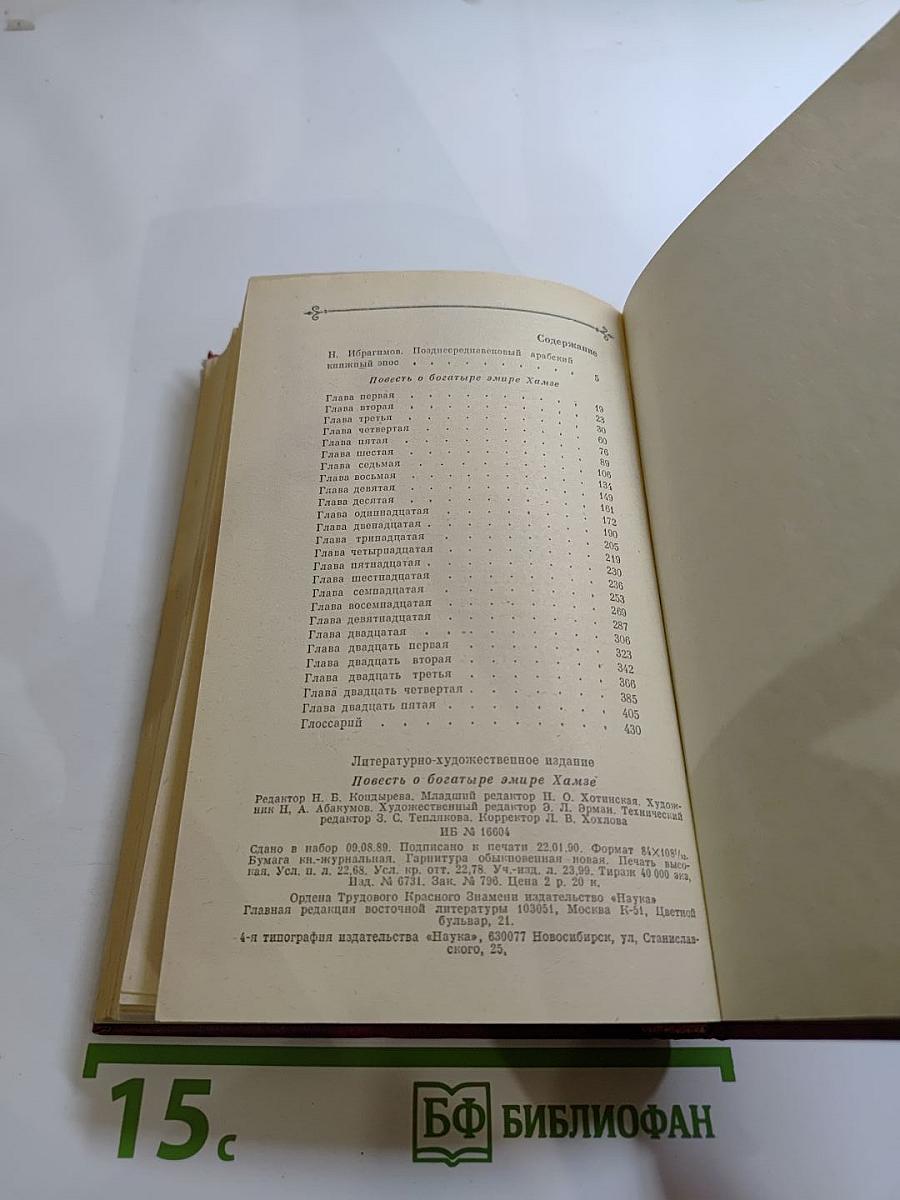 Содержание
Н. Ибрагимов. Позднесредневековый арабский
книжный эпос . . . . . . . . . 5
Повесть о богатыре эмире Хамзе
Глава первая . . . . . . . . . 19
Глава вторая . . . . . . . . . 23
Глава третья . . . . . . . . . 30
Глава четвертая . . . . . . . . 60
Глава пятая . . . . . . . . . 76
Глава шестая . . . . . . . . . 89
Глава седьмая . . . . . . . . 106
Глава восьмая . . . . . . . . 134
Глава девятая . . . . . . . . 149
Глава десятая . . . . . . . . 161
Глава одиннадцатая . . . . . . . 172
Глава двенадцатая . . . . . . . 190
Глава тринадцатая . . . . . . . 205
Глава четырнадцатая . . . . . . 219
Глава пятнадцатая . . . . . . . 230
Глава шестнадцатая . . . . . . 236
Глава семнадцатая . . . . . . . 253
Глава восемнадцатая . . . . . . 269
Глава девятнадцатая . . . . . . 287
Глава двадцатая . . . . . . . 306
Глава двадцать первая . . . . . 323
Глава двадцать вторая . . . . . 342
Глава двадцать третья . . . . . 366
Глава двадцать четвертая . . . . . 385
Глава двадцать пятая . . . . . . 405
Глоссарий . . . . . . . . . 430
Литературно-художественное издание
Повесть о богатыре эмире Хамзе
Редактор Н. Б. Кондырева. Младший редактор Н. О. Хотинская. Худож-
ник Н. А. Абакумов. Художественный редактор Э. Л. Эрман. Технический
редактор З. С. Теплякова. Корректор Л. В. Хохлова
ИБ № 16604
Сдано в набор 09.08.89. Подписано к печати 22.01.90. Формат 84×108¹/₃₂.
Бумага кн.-журнальная. Гарнитура обыкновенная новая. Печать высо-
кая. Усл. п. л. 22,68. Усл. кр. отт. 22,78. Уч.-изд. л. 23,99. Тираж 40 000 экз.
Изд. № 6731. Зак. № 796. Цена 2 р. 20 к.
Ордена Трудового Красного Знамени издательство «Наука»
Главная редакция восточной литературы 103051, Москва К-51, Цветной
бульвар, 21.
4-я типография издательства «Наука», 630077 Новосибирск, ул. Станислав-
ского, 25.
15 с
БФ БИБЛИОФАН